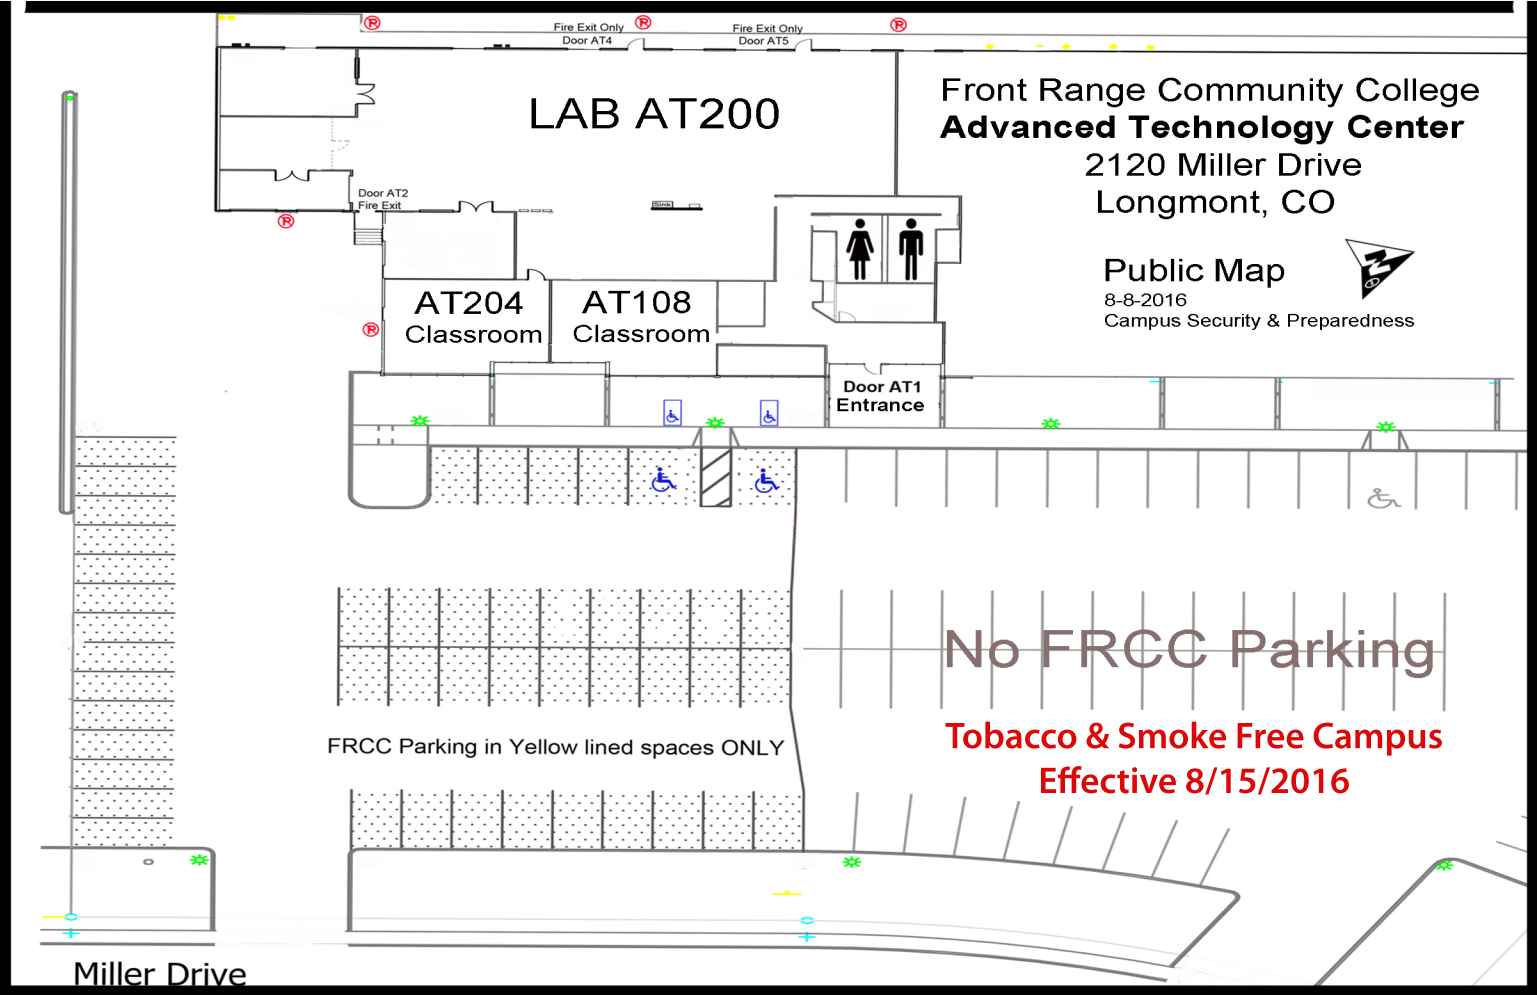 Fire Exit Only
Door AT4
Fire Exit Only
Door AT5
LAB AT200
Front Range Community College
Advanced Technology Center
2120 Miller Drive
Longmont, CO
Door AT2
Fire Exit
Sink
Public Map
8-8-2016
Campus Security & Preparedness
N
AT204
Classroom
AT108
Classroom
Door AT1
Entrance
No FRCC Parking
Tobacco & Smoke Free Campus
Effective 8/15/2016
FRCC Parking in Yellow lined spaces ONLY
Miller Drive
R
R
R
R
R